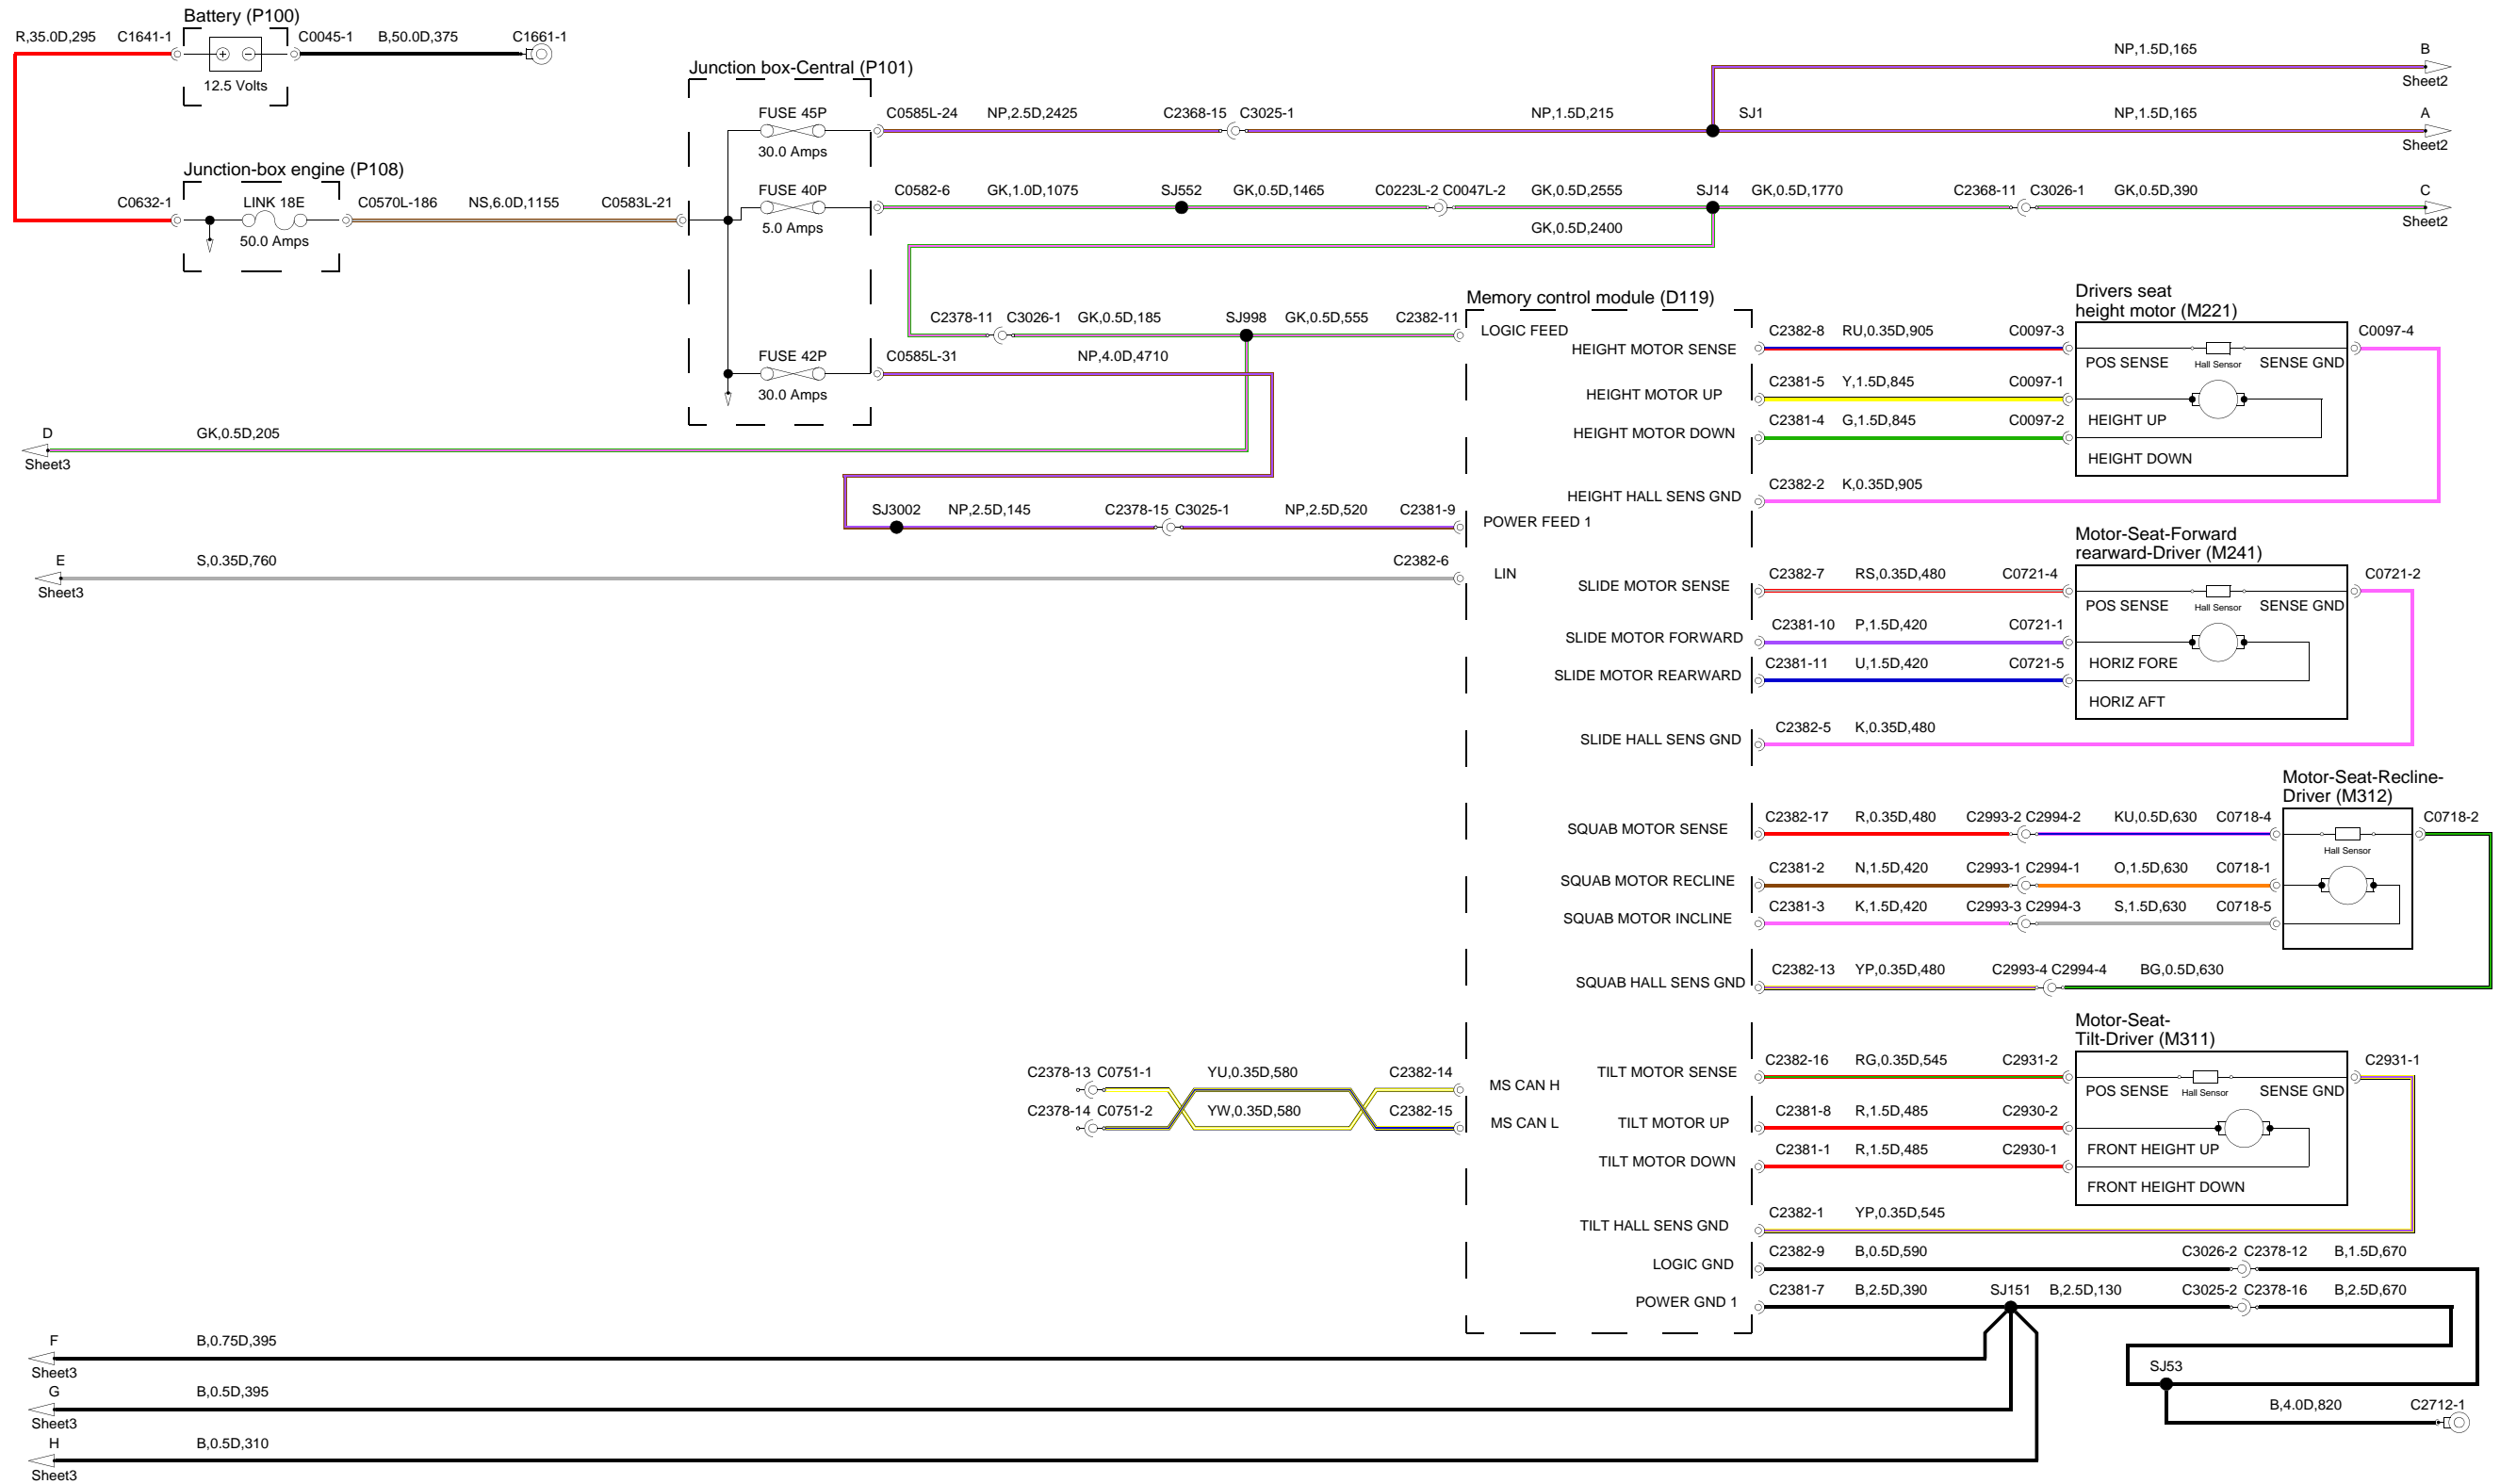 Battery (P100)
R,35.0D,295 C1641-1 C0045-1 B,50.0D,375 C1661-1
12.5 Volts
NP,1.5D,165 B
Sheet2
Junction box-Central (P101)
FUSE 45P C0585L-24 NP,2.5D,2425 C2368-15 C3025-1 NP,1.5D,215 SJ1 NP,1.5D,165 A
30.0 Amps
Sheet2
Junction-box engine (P108)
C0632-1 LINK 18E C0570L-186 NS,6.0D,1155 C0583L-21
50.0 Amps
FUSE 40P C0582-6 GK,1.0D,1075 SJ552 GK,0.5D,1465 C0223L-2 C0047L-2 GK,0.5D,2555 SJ14 GK,0.5D,1770 C2368-11 C3026-1 GK,0.5D,390 C
5.0 Amps GK,0.5D,2400
Sheet2
Memory control module (D119)
Drivers seat
height motor (M221)
C2378-11 C3026-1 GK,0.5D,185 SJ998 GK,0.5D,555 C2382-11 LOGIC FEED
HEIGHT MOTOR SENSE C2382-8 RU,0.35D,905 C0097-3 C0097-4
POS SENSE Hall Sensor SENSE GND
FUSE 42P C0585L-31 NP,4.0D,4710
30.0 Amps
HEIGHT MOTOR UP C2381-5 Y,1.5D,845 C0097-1
HEIGHT UP
HEIGHT MOTOR DOWN C2381-4 G,1.5D,845 C0097-2
HEIGHT DOWN
D GK,0.5D,205
Sheet3
HEIGHT HALL SENS GND C2382-2 K,0.35D,905
SJ3002 NP,2.5D,145 C2378-15 C3025-1 NP,2.5D,520 C2381-9 POWER FEED 1
Motor-Seat-Forward
rearward-Driver (M241)
E S,0.35D,760 C2382-6 LIN
Sheet3
SLIDE MOTOR SENSE C2382-7 RS,0.35D,480 C0721-4 C0721-2
POS SENSE Hall Sensor SENSE GND
SLIDE MOTOR FORWARD C2381-10 P,1.5D,420 C0721-1
HORIZ FORE
SLIDE MOTOR REARWARD C2381-11 U,1.5D,420 C0721-5
HORIZ AFT
SLIDE HALL SENS GND C2382-5 K,0.35D,480
Motor-Seat-Recline-
Driver (M312)
SQUAB MOTOR SENSE C2382-17 R,0.35D,480 C2993-2 C2994-2 KU,0.5D,630 C0718-4 C0718-2
Hall Sensor
SQUAB MOTOR RECLINE C2381-2 N,1.5D,420 C2993-1 C2994-1 O,1.5D,630 C0718-1
SQUAB MOTOR INCLINE C2381-3 K,1.5D,420 C2993-3 C2994-3 S,1.5D,630 C0718-5
SQUAB HALL SENS GND C2382-13 YP,0.35D,480 C2993-4 C2994-4 BG,0.5D,630
Motor-Seat-
Tilt-Driver (M311)
C2378-13 C0751-1 YU,0.35D,580 C2382-14 MS CAN H
TILT MOTOR SENSE C2382-16 RG,0.35D,545 C2931-2 C2931-1
POS SENSE Hall Sensor SENSE GND
C2378-14 C0751-2 YW,0.35D,580 C2382-15 MS CAN L
TILT MOTOR UP C2381-8 R,1.5D,485 C2930-2
FRONT HEIGHT UP
TILT MOTOR DOWN C2381-1 R,1.5D,485 C2930-1
FRONT HEIGHT DOWN
TILT HALL SENS GND C2382-1 YP,0.35D,545
LOGIC GND C2382-9 B,0.5D,590 C3026-2 C2378-12 B,1.5D,670
POWER GND 1 C2381-7 B,2.5D,390 SJ151 B,2.5D,130 C3025-2 C2378-16 B,2.5D,670
F B,0.75D,395
Sheet3
SJ53
G B,0.5D,395
Sheet3
B,4.0D,820 C2712-1
H B,0.5D,310
Sheet3